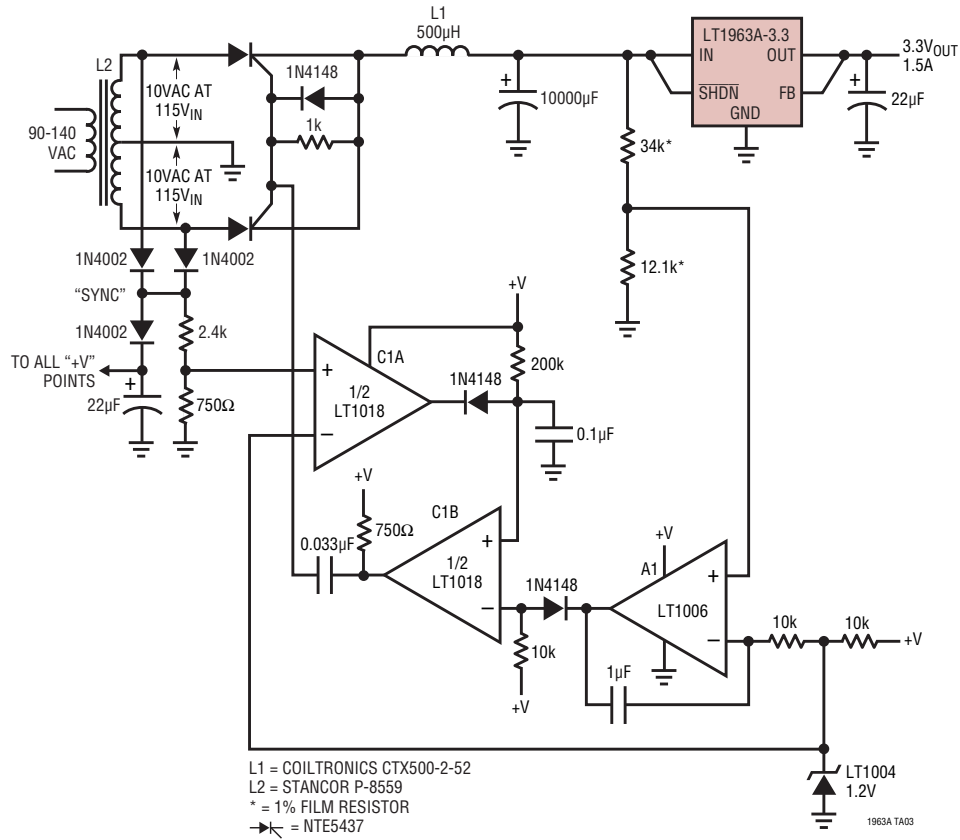 L1
500µH
LT1963A-3.3
IN
OUT
SHDN
FB
GND
3.3VOUT
1.5A
L2
10VAC AT
115VIN
1N4148
10000µF
22µF
1k
90-140
VAC
34k*
10VAC AT
115VIN
1N4002
1N4002
12.1k*
"SYNC"
+V
1N4002
2.4k
C1A
200k
TO ALL "+V"
POINTS
+
1/2
LT1018
–
1N4148
22µF
750Ω
0.1µF
+V
C1B
750Ω
+
1/2
LT1018
–
0.033µF
+V
A1
1N4148
+
LT1006
–
10k
10k
10k
+V
1µF
+V
L1 = COILTRONICS CTX500-2-52
L2 = STANCOR P-8559
* = 1% FILM RESISTOR
= NTE5437
LT1004
1.2V
1963A TA03
+
+
+